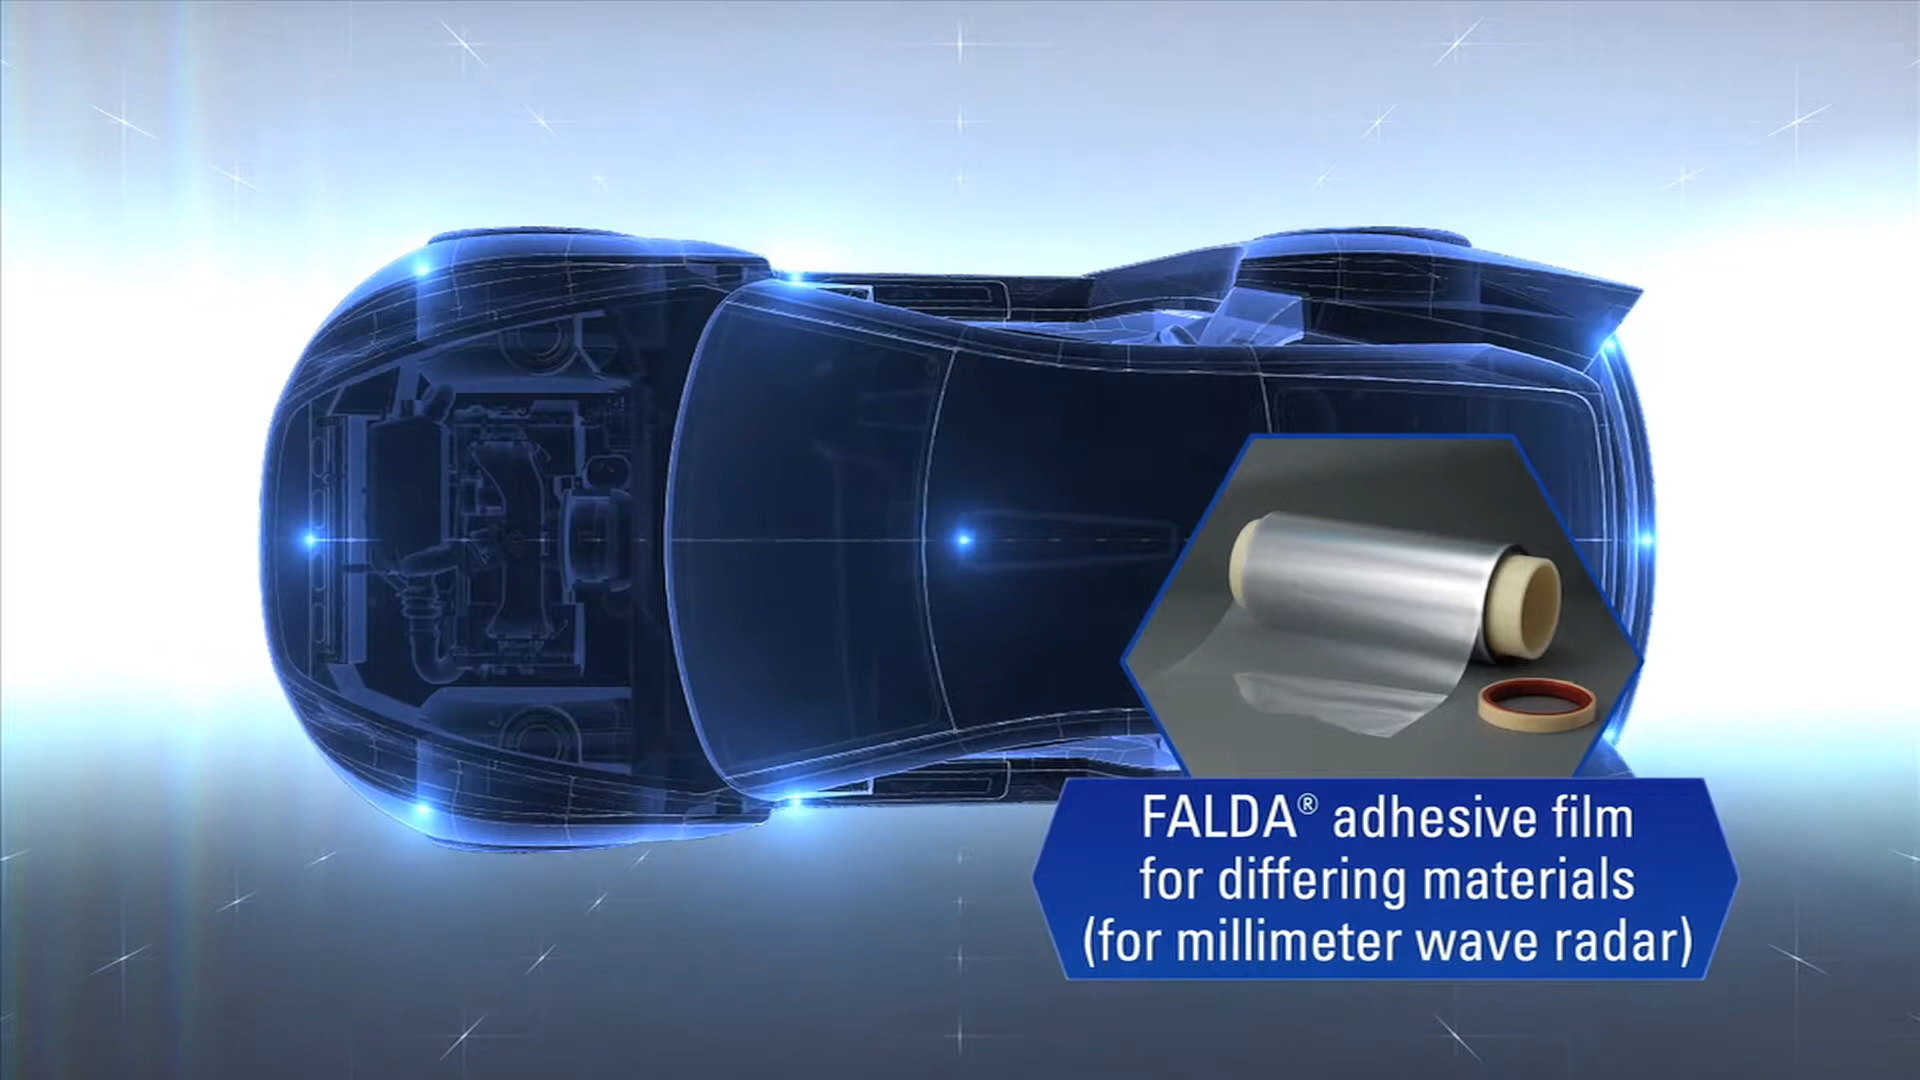 FALDA® adhesive film
for differing materials
(for millimeter wave radar)